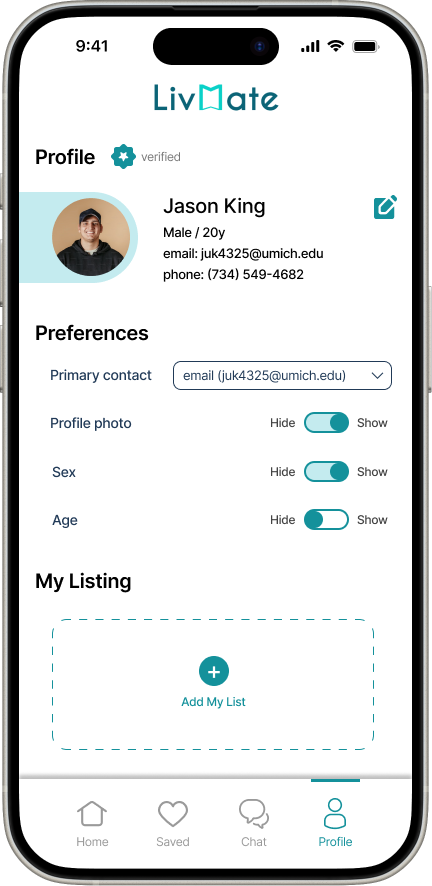 9:41
LivMate
Profile verified
Jason King
Male / 20y
email: juk4325@umich.edu
phone: (734) 549-4682
Preferences
Primary contact email (juk4325@umich.edu)
Profile photo Hide Show
Sex Hide Show
Age Hide Show
My Listing
+
Add My List
Home Saved Chat Profile